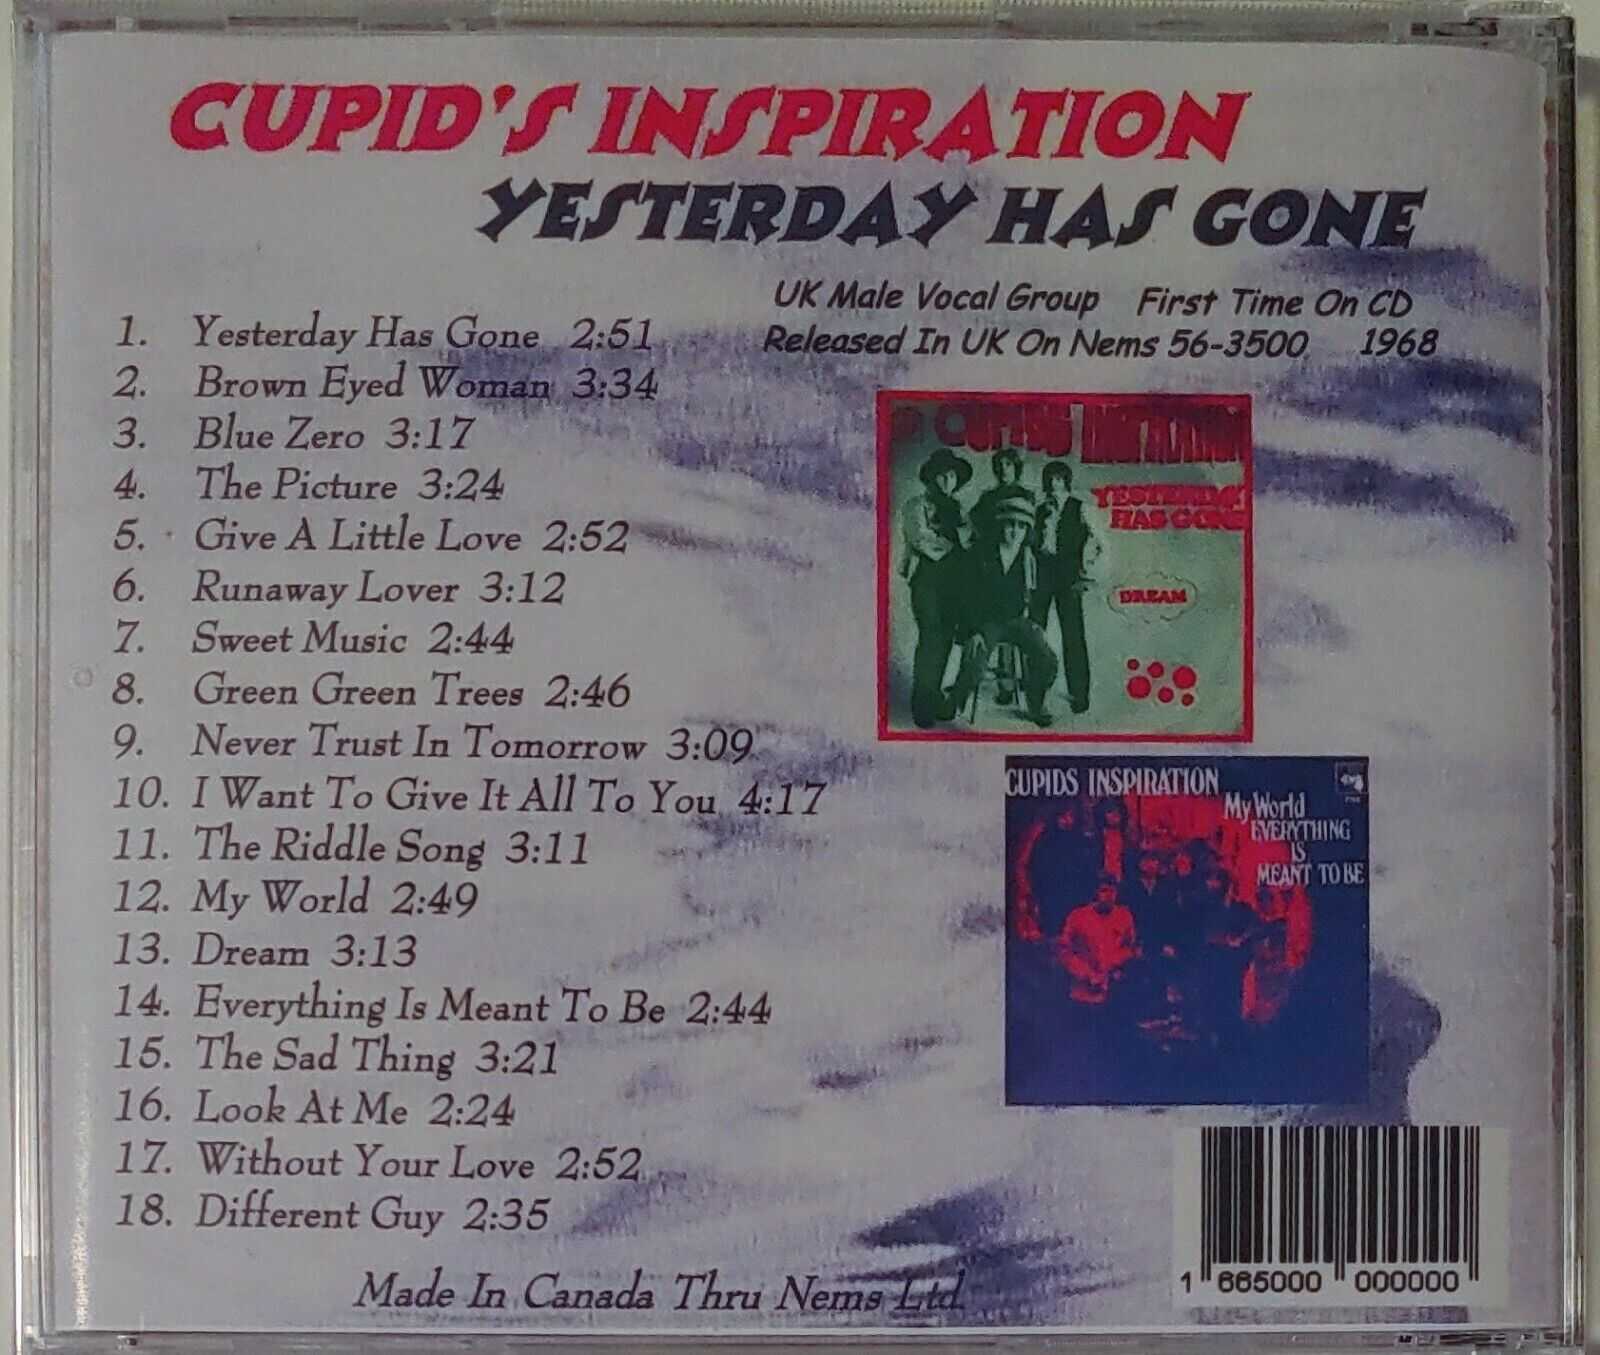 CUPID'S INSPIRATION
YESTERDAY HAS GONE
UK Male Vocal Group First Time On CD
Released In UK On Nems 56-3500 1968
1. Yesterday Has Gone 2:51
2. Brown Eyed Woman 3:34
3. Blue Zero 3:17
4. The Picture 3:24
5. Give A Little Love 2:52
6. Runaway Lover 3:12
7. Sweet Music 2:44
8. Green Green Trees 2:46
9. Never Trust In Tomorrow 3:09
10. I Want To Give It All To You 4:17
11. The Riddle Song 3:11
12. My World 2:49
13. Dream 3:13
14. Everything Is Meant To Be 2:44
15. The Sad Thing 3:21
16. Look At Me 2:24
17. Without Your Love 2:52
18. Different Guy 2:35
Made In Canada Thru Nems Ltd.
CUPIDS INSPIRATION
YESTERDAY
HAS GONE
DREAM
CUPIDS INSPIRATION
My World
EVERYTHING
IS
MEANT TO BE
1 665000 000000